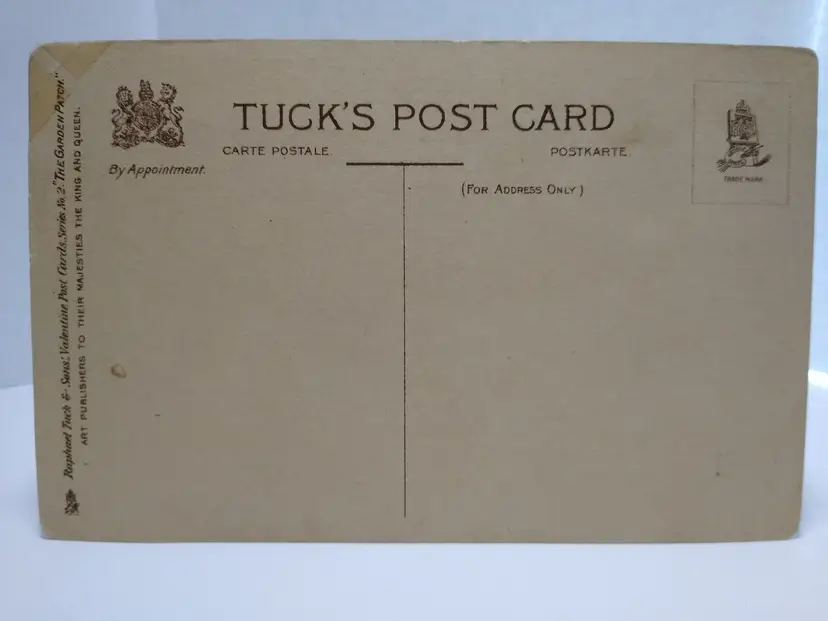 TUCK'S POST CARD
CARTE POSTALE.
POSTKARTE.
By Appointment.
(FOR ADDRESS ONLY)
TRADE MARK
Raphael Tuck & Sons' Valentine Post Cards. Series No. 2. "THE GARDEN PATCH."
ART PUBLISHERS TO THEIR MAJESTIES THE KING AND QUEEN.